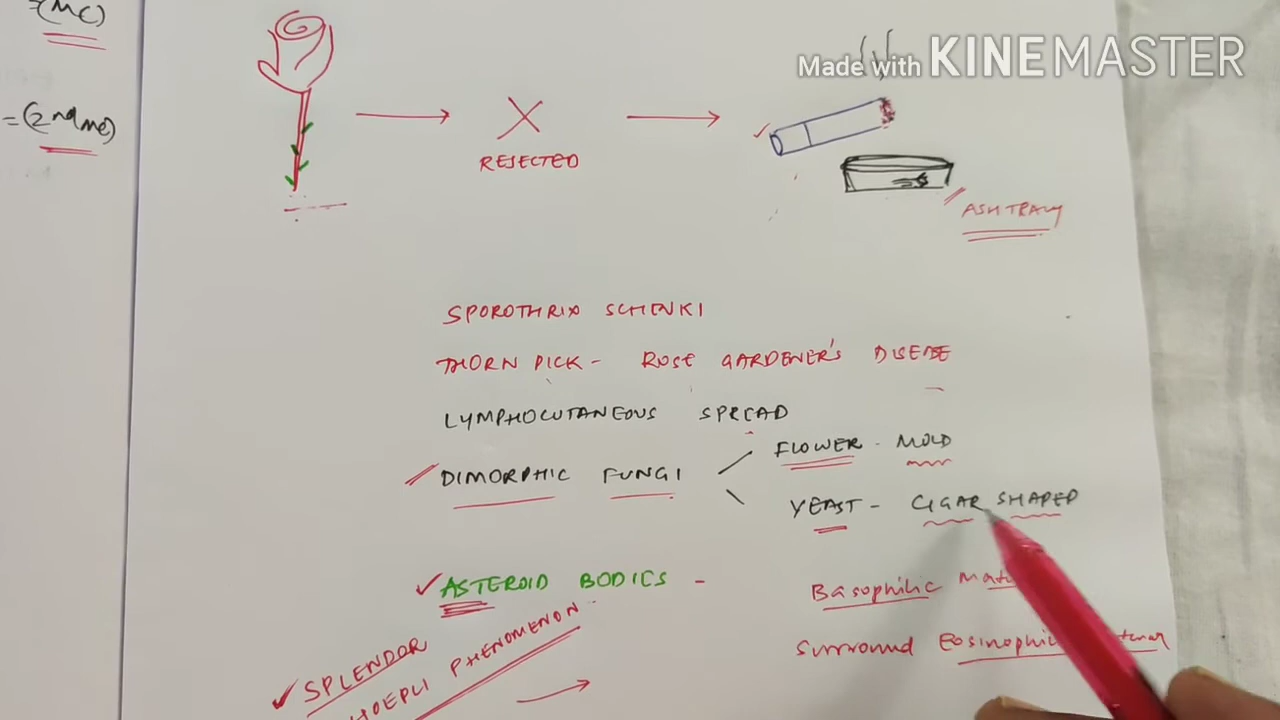 =(MC)
Made with KINEMASTER
=(2nd MC)
REJECTED
ASHTRAY
SPOROTHRIX SCHENKI
THORN PICK - ROSE GARDENER'S DISEASE
LYMPHOCUTANEOUS SPREAD
DIMORPHIC FUNGI
FLOWER - MOLD
YEAST - CIGAR SHAPED
ASTEROID BODIES -
Basophilic
Surround Eosinophilic
SPLENDOR
HOEPLI PHENOMENON